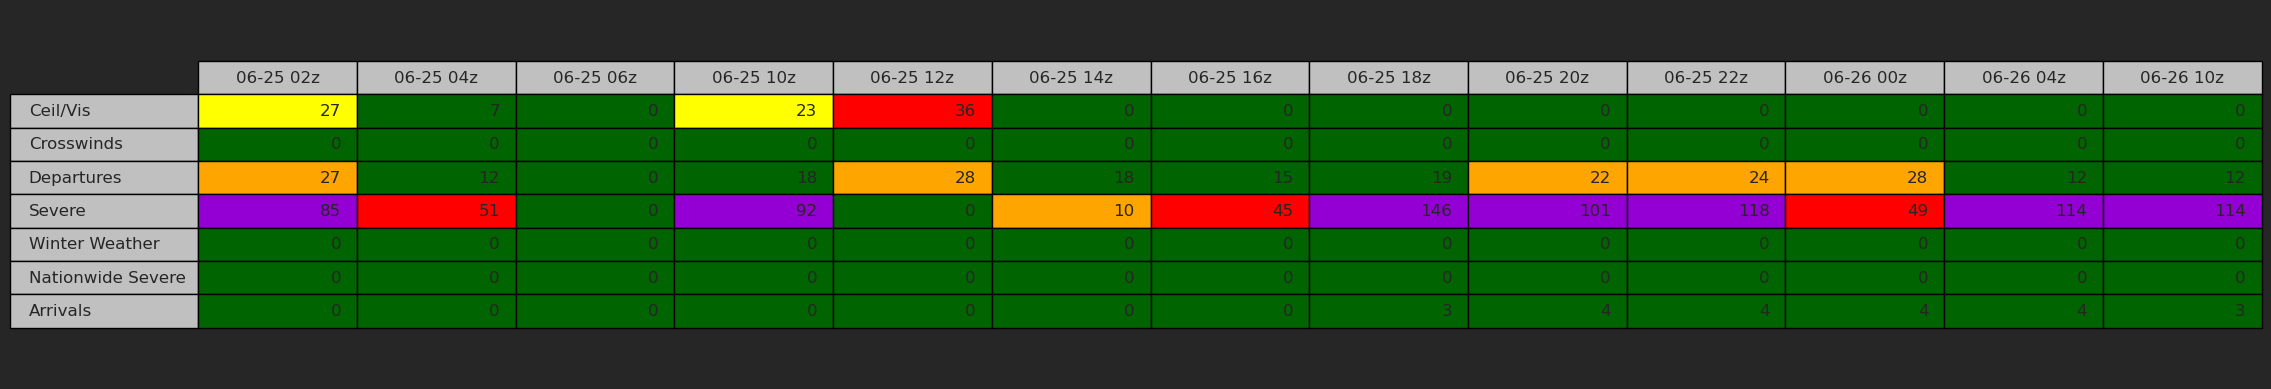 06-25 02z 06-25 04z 06-25 06z 06-25 10z 06-25 12z 06-25 14z 06-25 16z 06-25 18z 06-25 20z 06-25 22z 06-26 00z 06-26 04z 06-26 10z
Ceil/Vis 27 7 0 23 36 0 0 0 0 0 0 0 0
Crosswinds 0 0 0 0 0 0 0 0 0 0 0 0 0
Departures 27 12 0 18 28 18 15 19 22 24 28 12 12
Severe 85 51 0 92 0 10 45 146 101 118 49 114 114
Winter Weather 0 0 0 0 0 0 0 0 0 0 0 0 0
Nationwide Severe 0 0 0 0 0 0 0 0 0 0 0 0 0
Arrivals 0 0 0 0 0 0 0 3 4 4 4 4 3